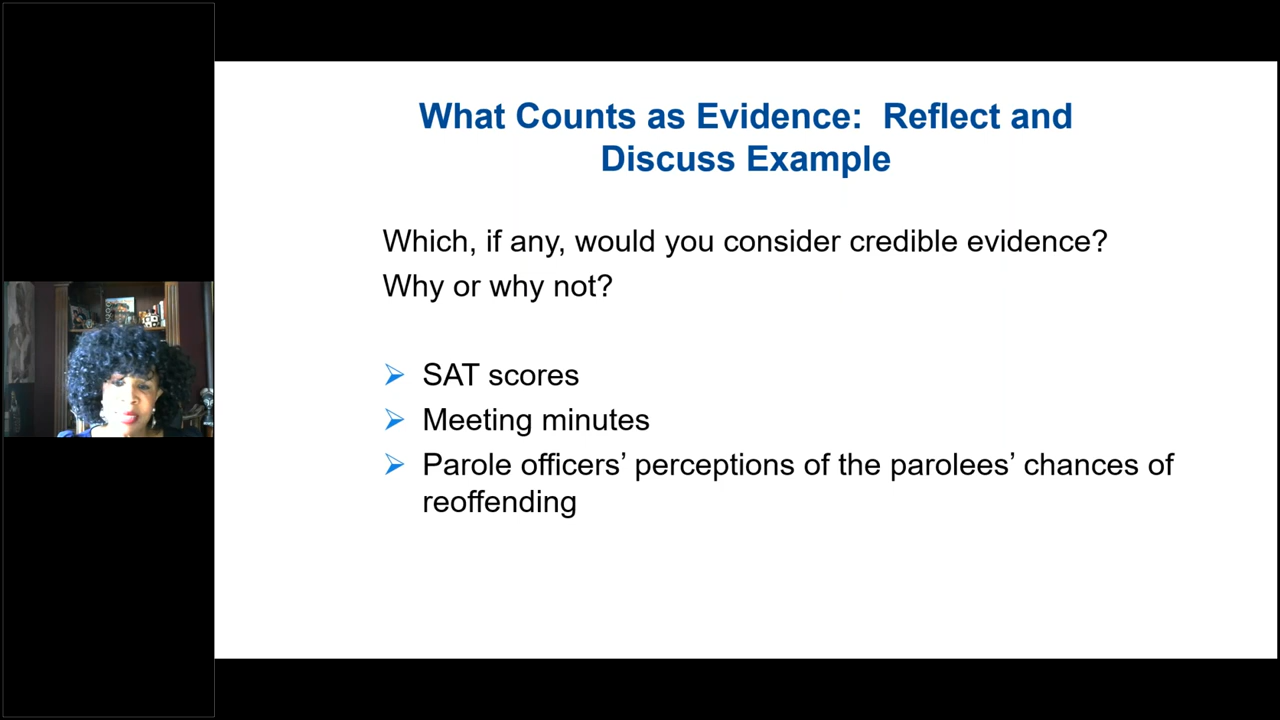 What Counts as Evidence:  Reflect and
Discuss Example
Which, if any, would you consider credible evidence?
Why or why not?
SAT scores
Meeting minutes
Parole officers’ perceptions of the parolees’ chances of
reoffending